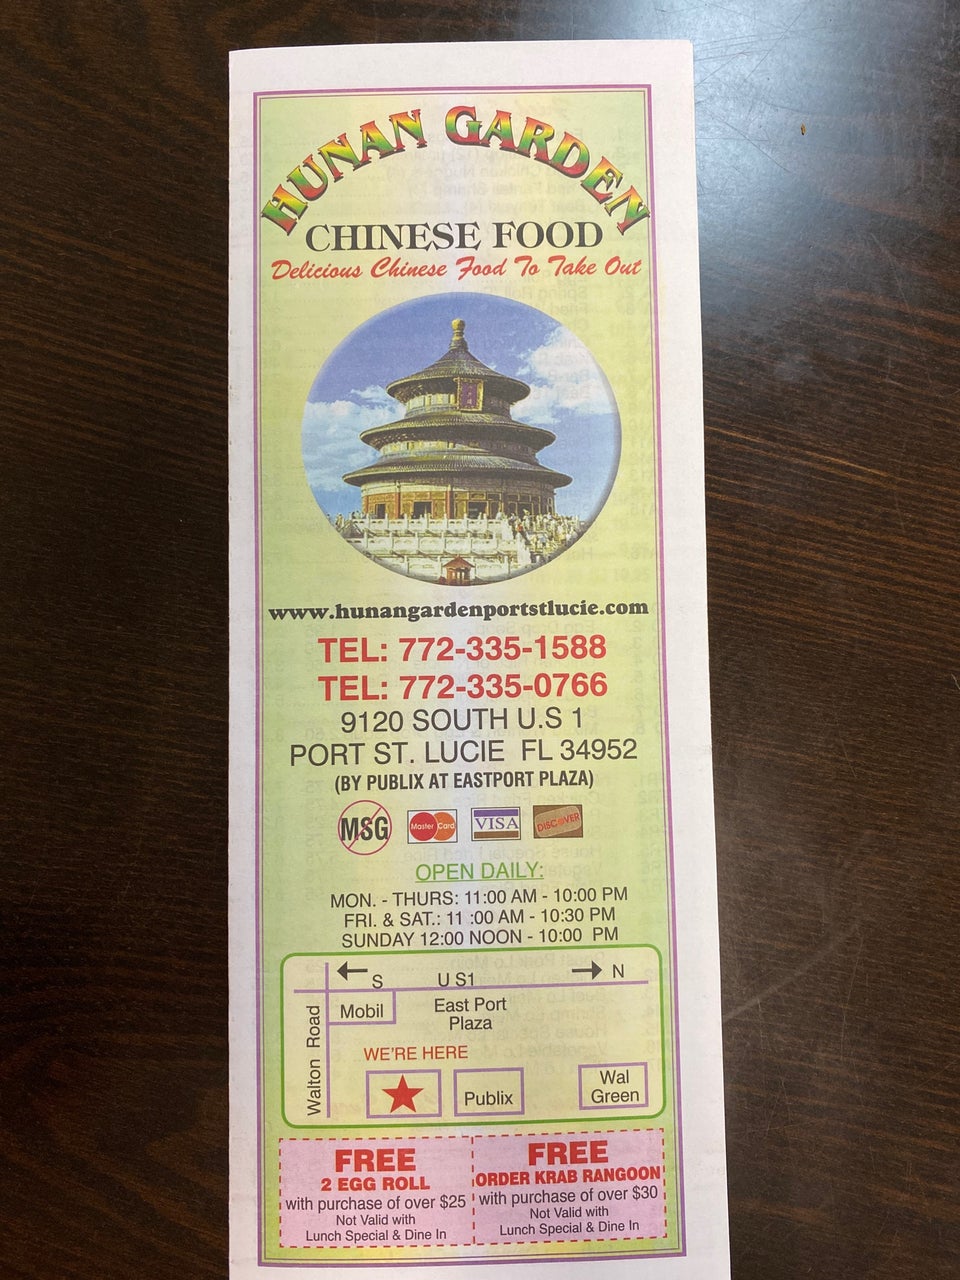 HUNAN GARDEN
CHINESE FOOD
Delicious Chinese Food To Take Out
www.hunangardenportstlucie.com
TEL: 772-335-1588
TEL: 772-335-0766
9120 SOUTH U.S 1
PORT ST. LUCIE FL 34952
(BY PUBLIX AT EASTPORT PLAZA)
MSG MasterCard VISA DISCOVER
OPEN DAILY:
MON. - THURS: 11:00 AM - 10:00 PM
FRI. & SAT.: 11 :00 AM - 10:30 PM
SUNDAY 12:00 NOON - 10:00 PM
S U S1 N
Walton Road
Mobil
East Port
Plaza
WE'RE HERE
Publix
Wal
Green
FREE
2 EGG ROLL
with purchase of over $25
Not Valid with
Lunch Special & Dine In
FREE
ORDER KRAB RANGOON
with purchase of over $30
Not Valid with
Lunch Special & Dine In